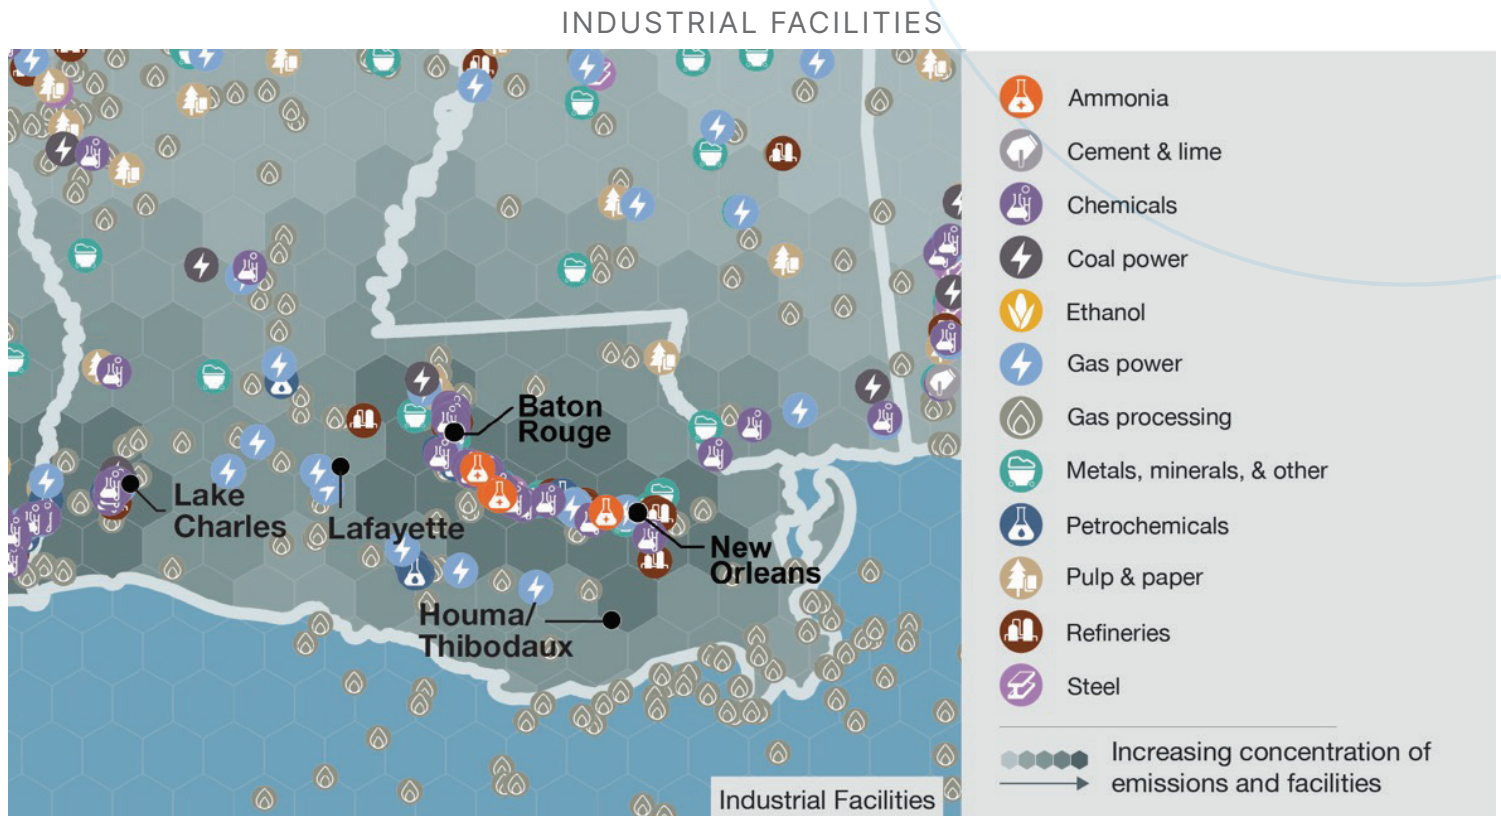 INDUSTRIAL FACILITIES
Ammonia
Cement & lime
Chemicals
Coal power
Ethanol
Gas power
Gas processing
Metals, minerals, & other
Petrochemicals
Pulp & paper
Refineries
Steel
Increasing concentration of
emissions and facilities
Baton
Rouge
Lake
Charles
Lafayette
New
Orleans
Houma/
Thibodaux
Industrial Facilities